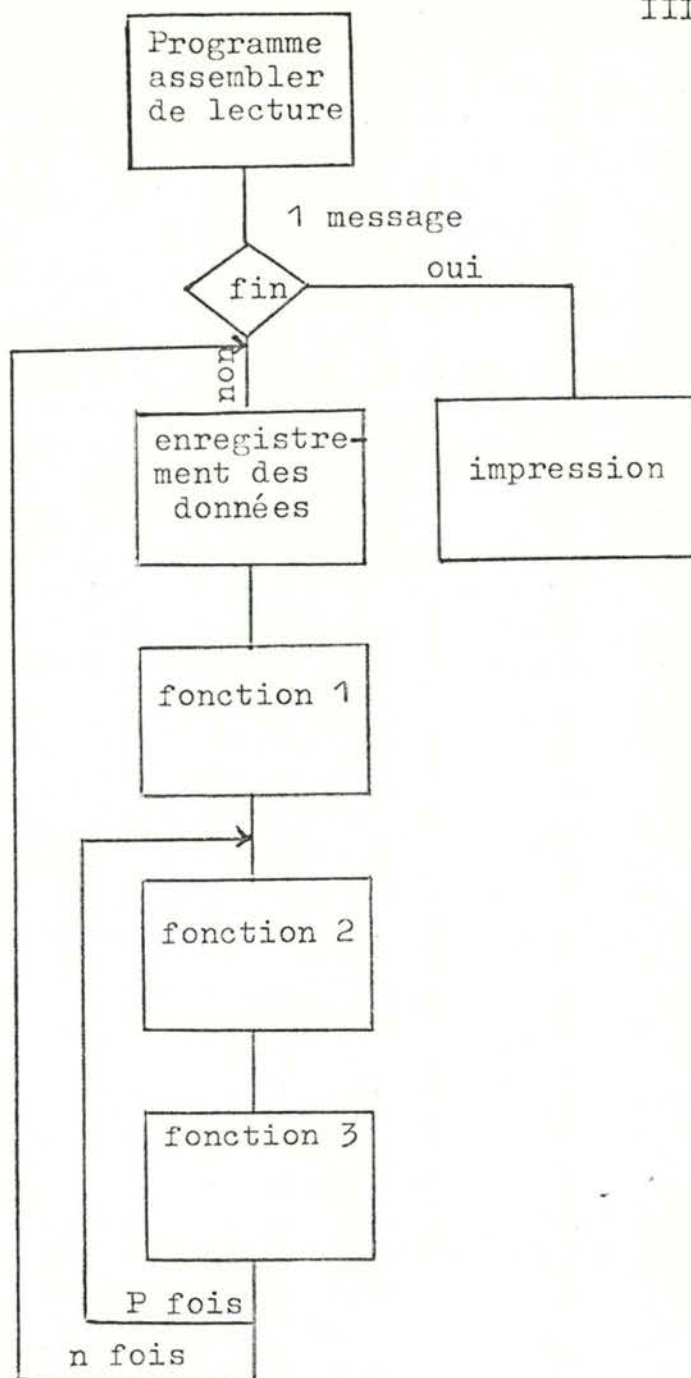 III
Programme
assembler
de lecture
1 message
fin
oui
non
enregistre-
ment des
données
impression
fonction 1
fonction 2
fonction 3
P fois
n fois